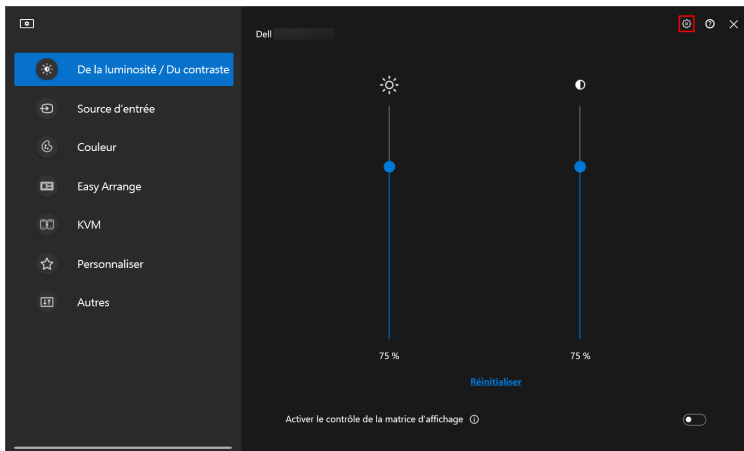 Dell
De la luminosité / Du contraste
Source d'entrée
Couleur
Easy Arrange
KVM
Personnaliser
Autres
75 %
75 %
Réinitialiser
Activer le contrôle de la matrice d'affichage